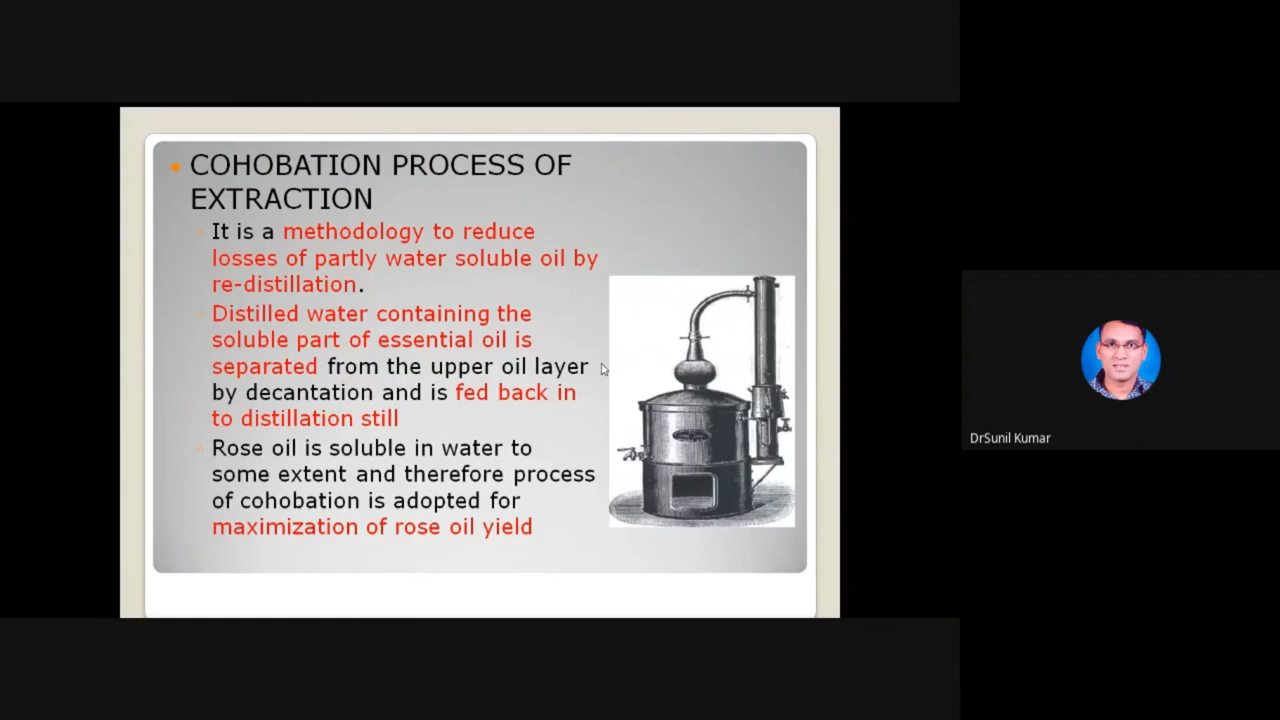 COHOBATION PROCESS OF
EXTRACTION
It is a methodology to reduce
losses of partly water soluble oil by
re-distillation.
Distilled water containing the
soluble part of essential oil is
separated from the upper oil layer
by decantation and is fed back in
to distillation still
Rose oil is soluble in water to
some extent and therefore process
of cohobation is adopted for
maximization of rose oil yield
DrSunil Kumar